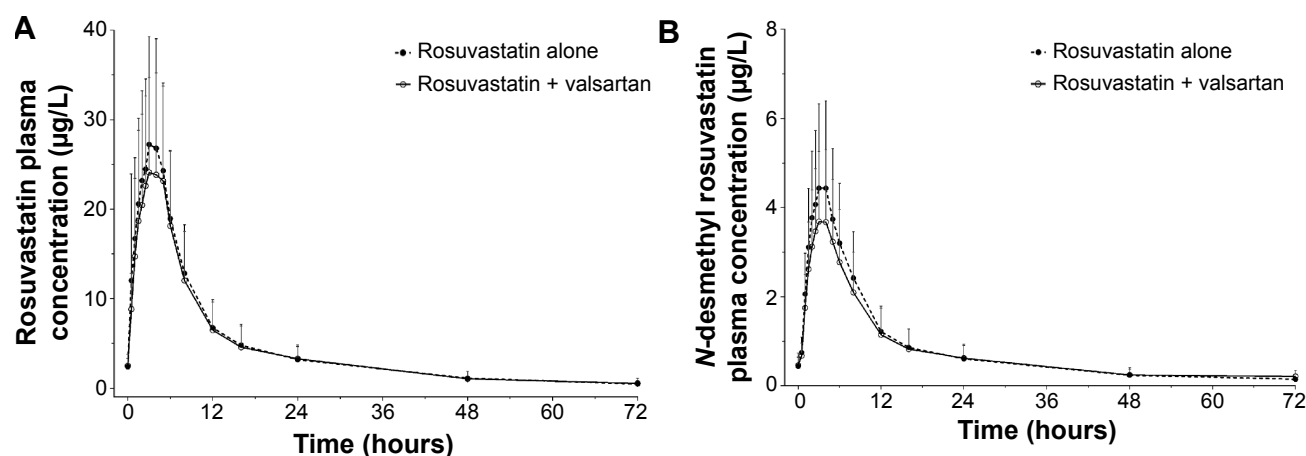 A
Rosuvastatin plasma
concentration (µg/L)
40
30
20
10
0
Rosuvastatin alone
Rosuvastatin + valsartan
0 12 24 36 48 60 72
Time (hours)
B
N-desmethyl rosuvastatin
plasma concentration (µg/L)
8
6
4
2
0
Rosuvastatin alone
Rosuvastatin + valsartan
0 12 24 36 48 60 72
Time (hours)